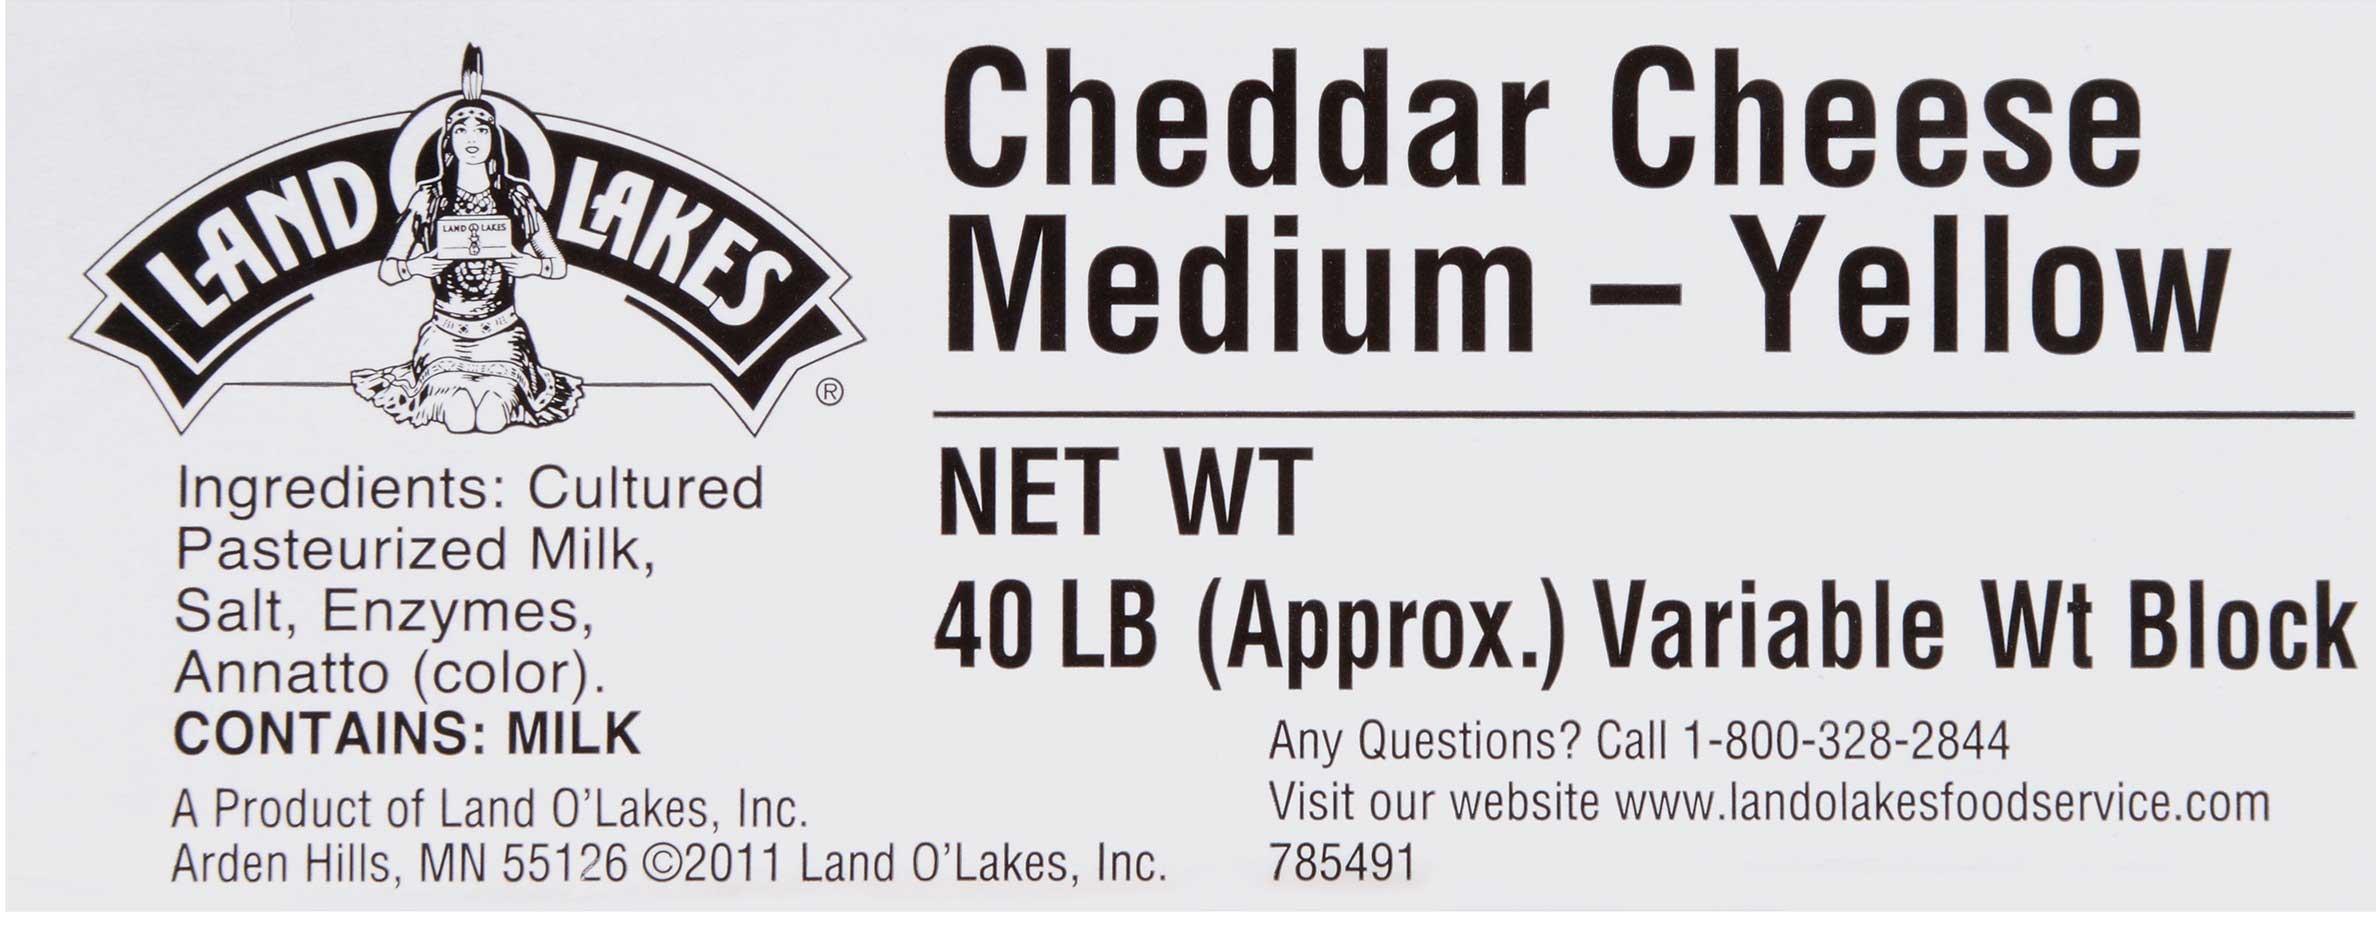 LAND O LAKES
LAND O LAKES
®
Cheddar Cheese
Medium – Yellow
NET WT
40 LB (Approx.) Variable Wt Block
Ingredients: Cultured
Pasteurized Milk,
Salt, Enzymes,
Annatto (color).
CONTAINS: MILK
A Product of Land O'Lakes, Inc.
Arden Hills, MN 55126 ©2011 Land O'Lakes, Inc.
Any Questions? Call 1-800-328-2844
Visit our website www.landolakesfoodservice.com
785491